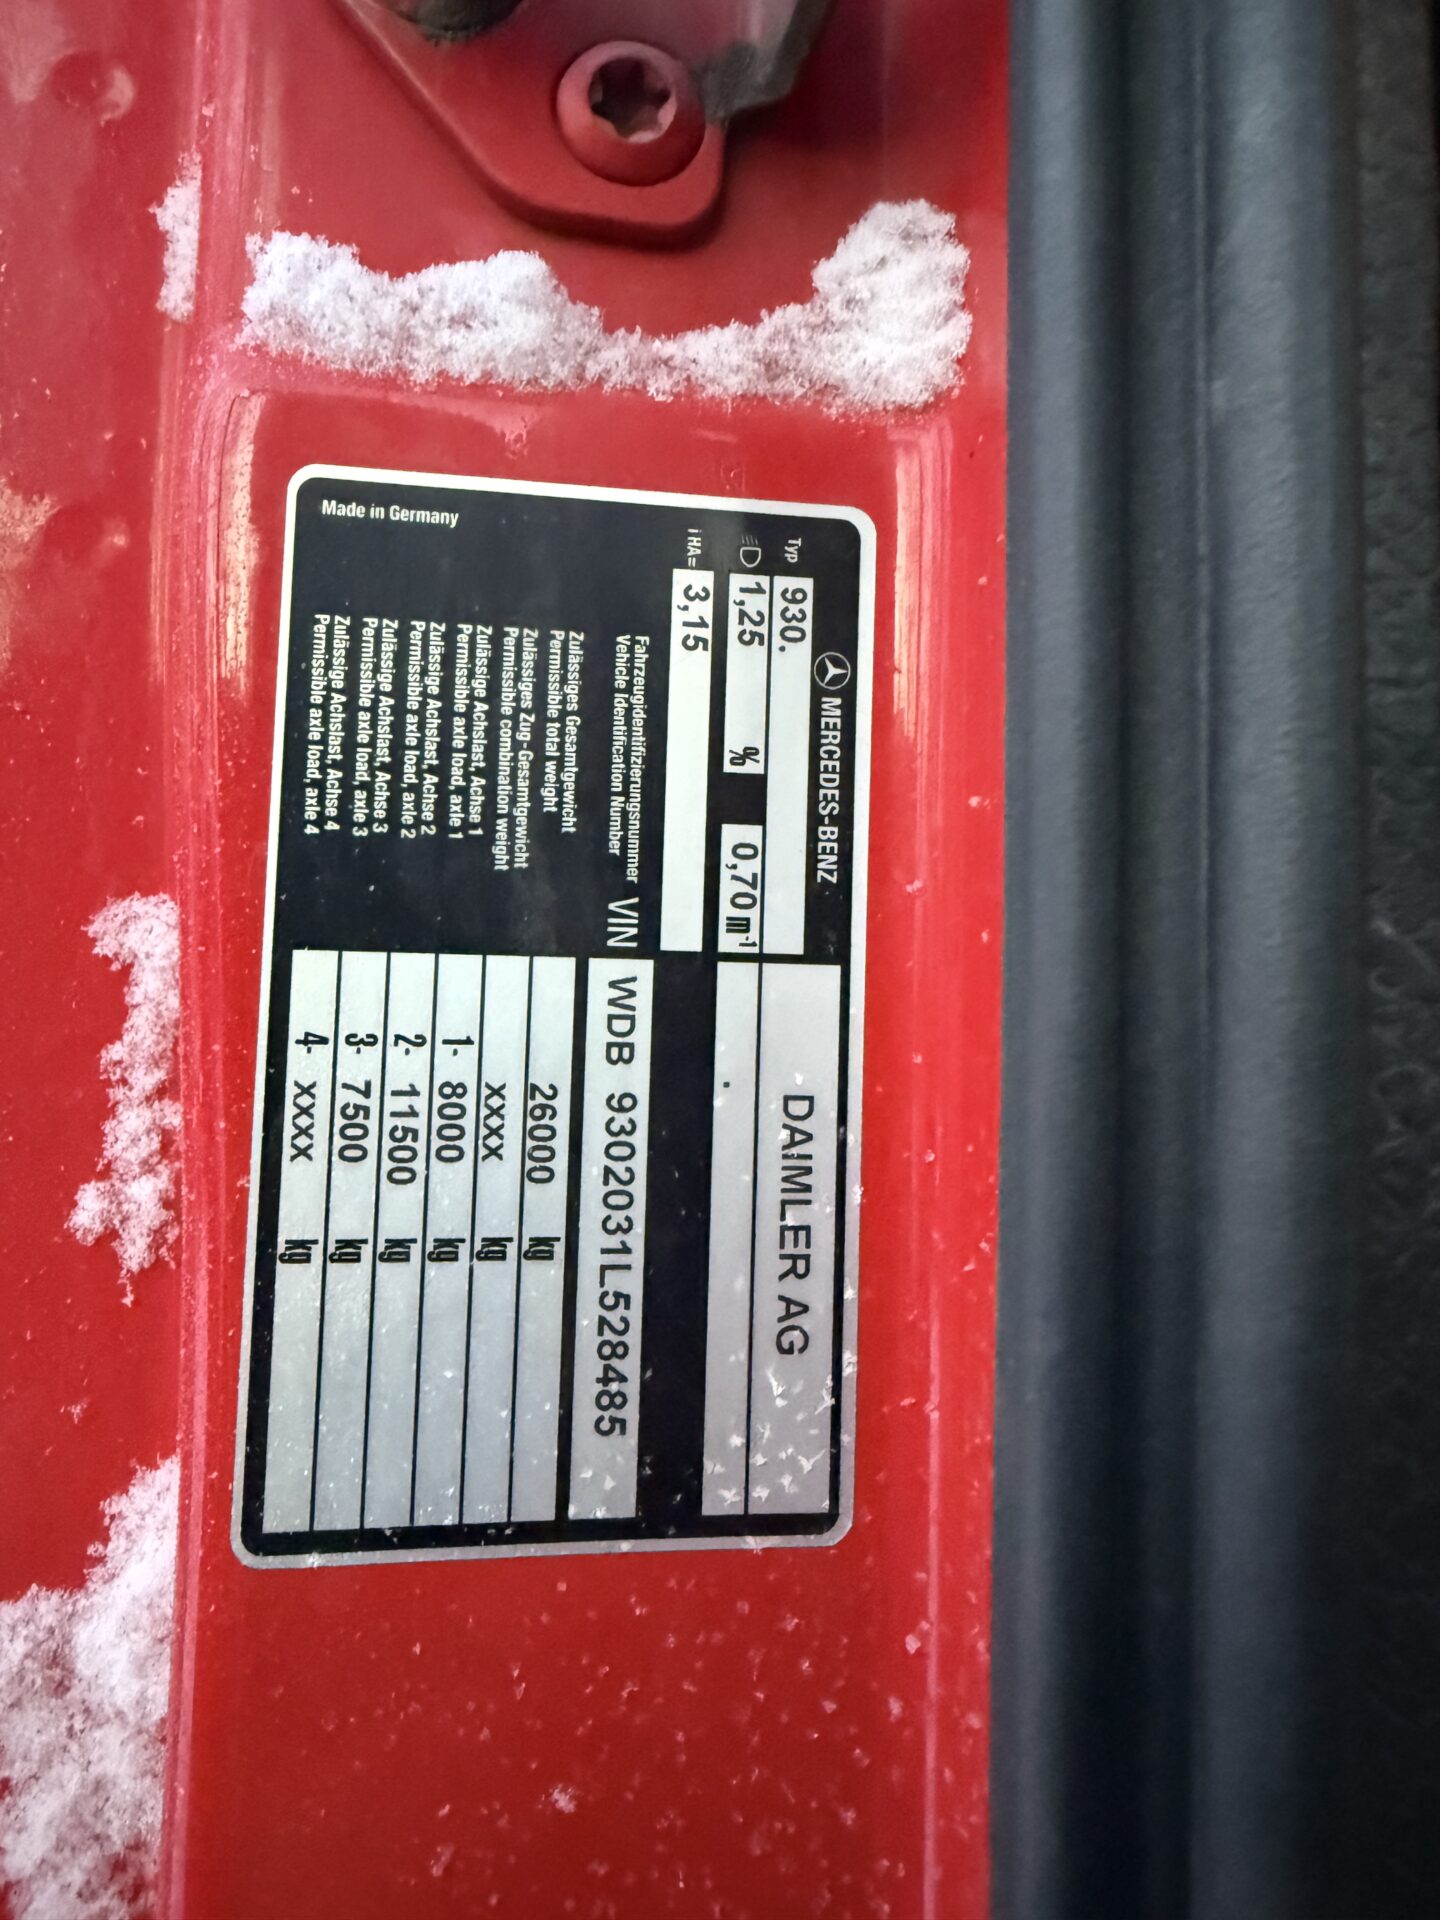 MERCEDES-BENZ
DAIMLER AG
Typ 930.
1,25 % 0,70 m⁻¹
i HA= 3,15
Fahrzeugidentifizierungsnummer
Vehicle Identification Number VIN WDB 9302031L528485
Zulässiges Gesamtgewicht
Permissible total weight 26000 kg
Zulässiges Zug-Gesamtgewicht
Permissible combination weight xxxx kg
Zulässige Achslast, Achse 1
Permissible axle load, axle 1 1- 8000 kg
Zulässige Achslast, Achse 2
Permissible axle load, axle 2 2- 11500 kg
Zulässige Achslast, Achse 3
Permissible axle load, axle 3 3- 7500 kg
Zulässige Achslast, Achse 4
Permissible axle load, axle 4 4- xxxx kg
Made in Germany